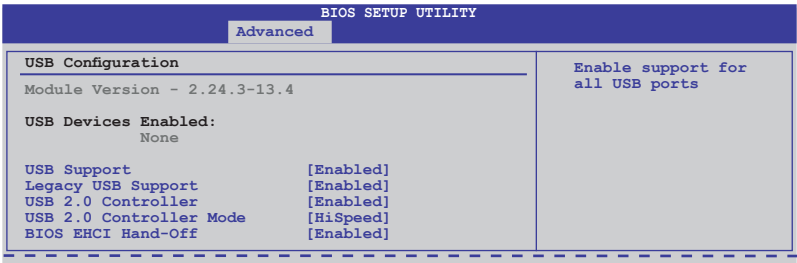 BIOS SETUP UTILITY
Advanced
USB Configuration
Module Version - 2.24.3-13.4
USB Devices Enabled:
None
USB Support [Enabled]
Legacy USB Support [Enabled]
USB 2.0 Controller [Enabled]
USB 2.0 Controller Mode [HiSpeed]
BIOS EHCI Hand-Off [Enabled]
Enable support for
all USB ports